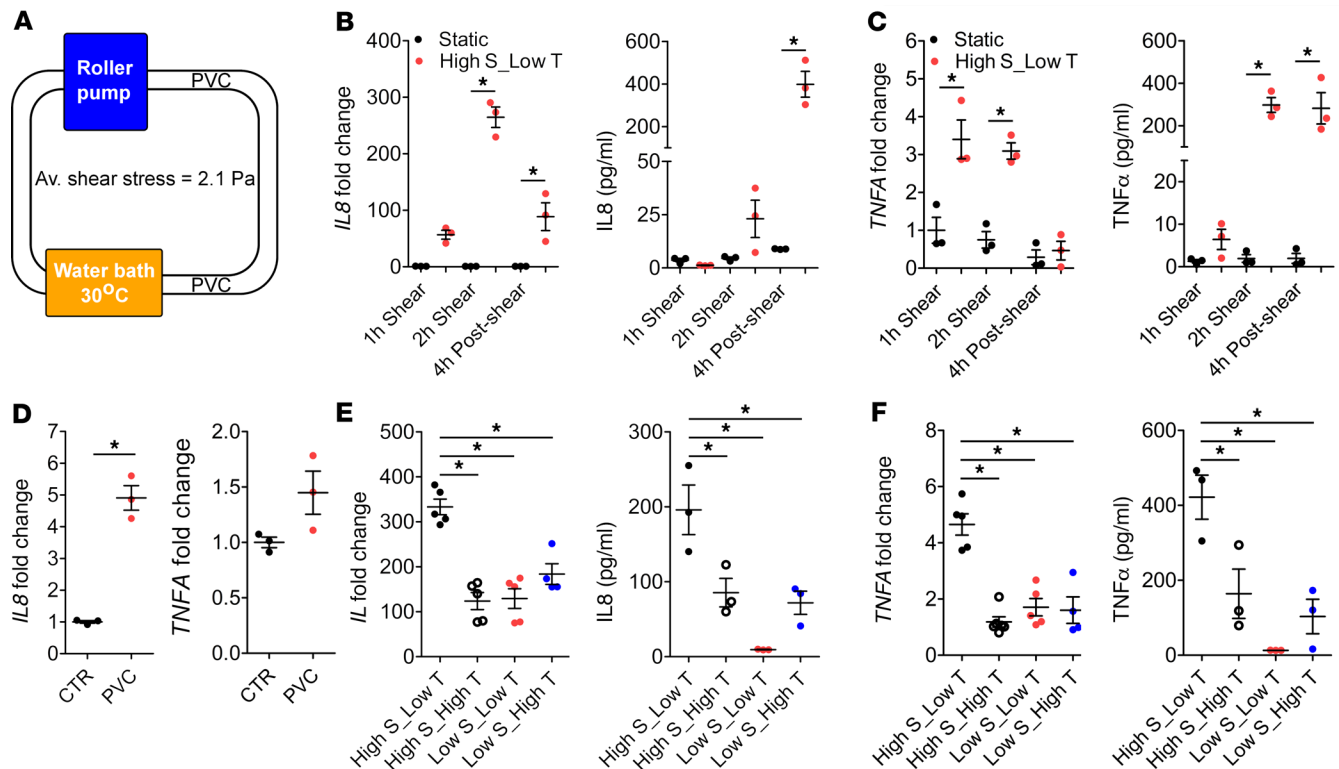 A
Roller
pump
PVC
Av. shear stress = 2.1 Pa
Water bath
30°C
PVC
B
Static
High S_Low T
IL8 fold change
400
300
200
100
0
*
*
1h Shear
2h Shear
4h Post-shear
IL8 (pg/ml)
600
400
200
50
25
0
*
1h Shear
2h Shear
4h Post-shear
C
Static
High S_Low T
TNFA fold change
6
5
4
3
2
1
0
*
*
1h Shear
2h Shear
4h Post-shear
TNFα (pg/ml)
600
400
200
20
10
0
*
*
1h Shear
2h Shear
4h Post-shear
D
IL8 fold change
7
6
5
4
3
2
1
0
*
CTR
PVC
TNFA fold change
2.0
1.5
1.0
0.5
0.0
CTR
PVC
E
IL fold change
500
400
300
200
100
0
*
*
*
High S_Low T
High S_High T
Low S_Low T
Low S_High T
IL8 (pg/ml)
300
200
100
0
*
*
*
High S_Low T
High S_High T
Low S_Low T
Low S_High T
F
TNFA fold change
8
6
4
2
0
*
*
*
High S_Low T
High S_High T
Low S_Low T
Low S_High T
TNFα (pg/ml)
600
400
200
0
*
*
*
High S_Low T
High S_High T
Low S_Low T
Low S_High T